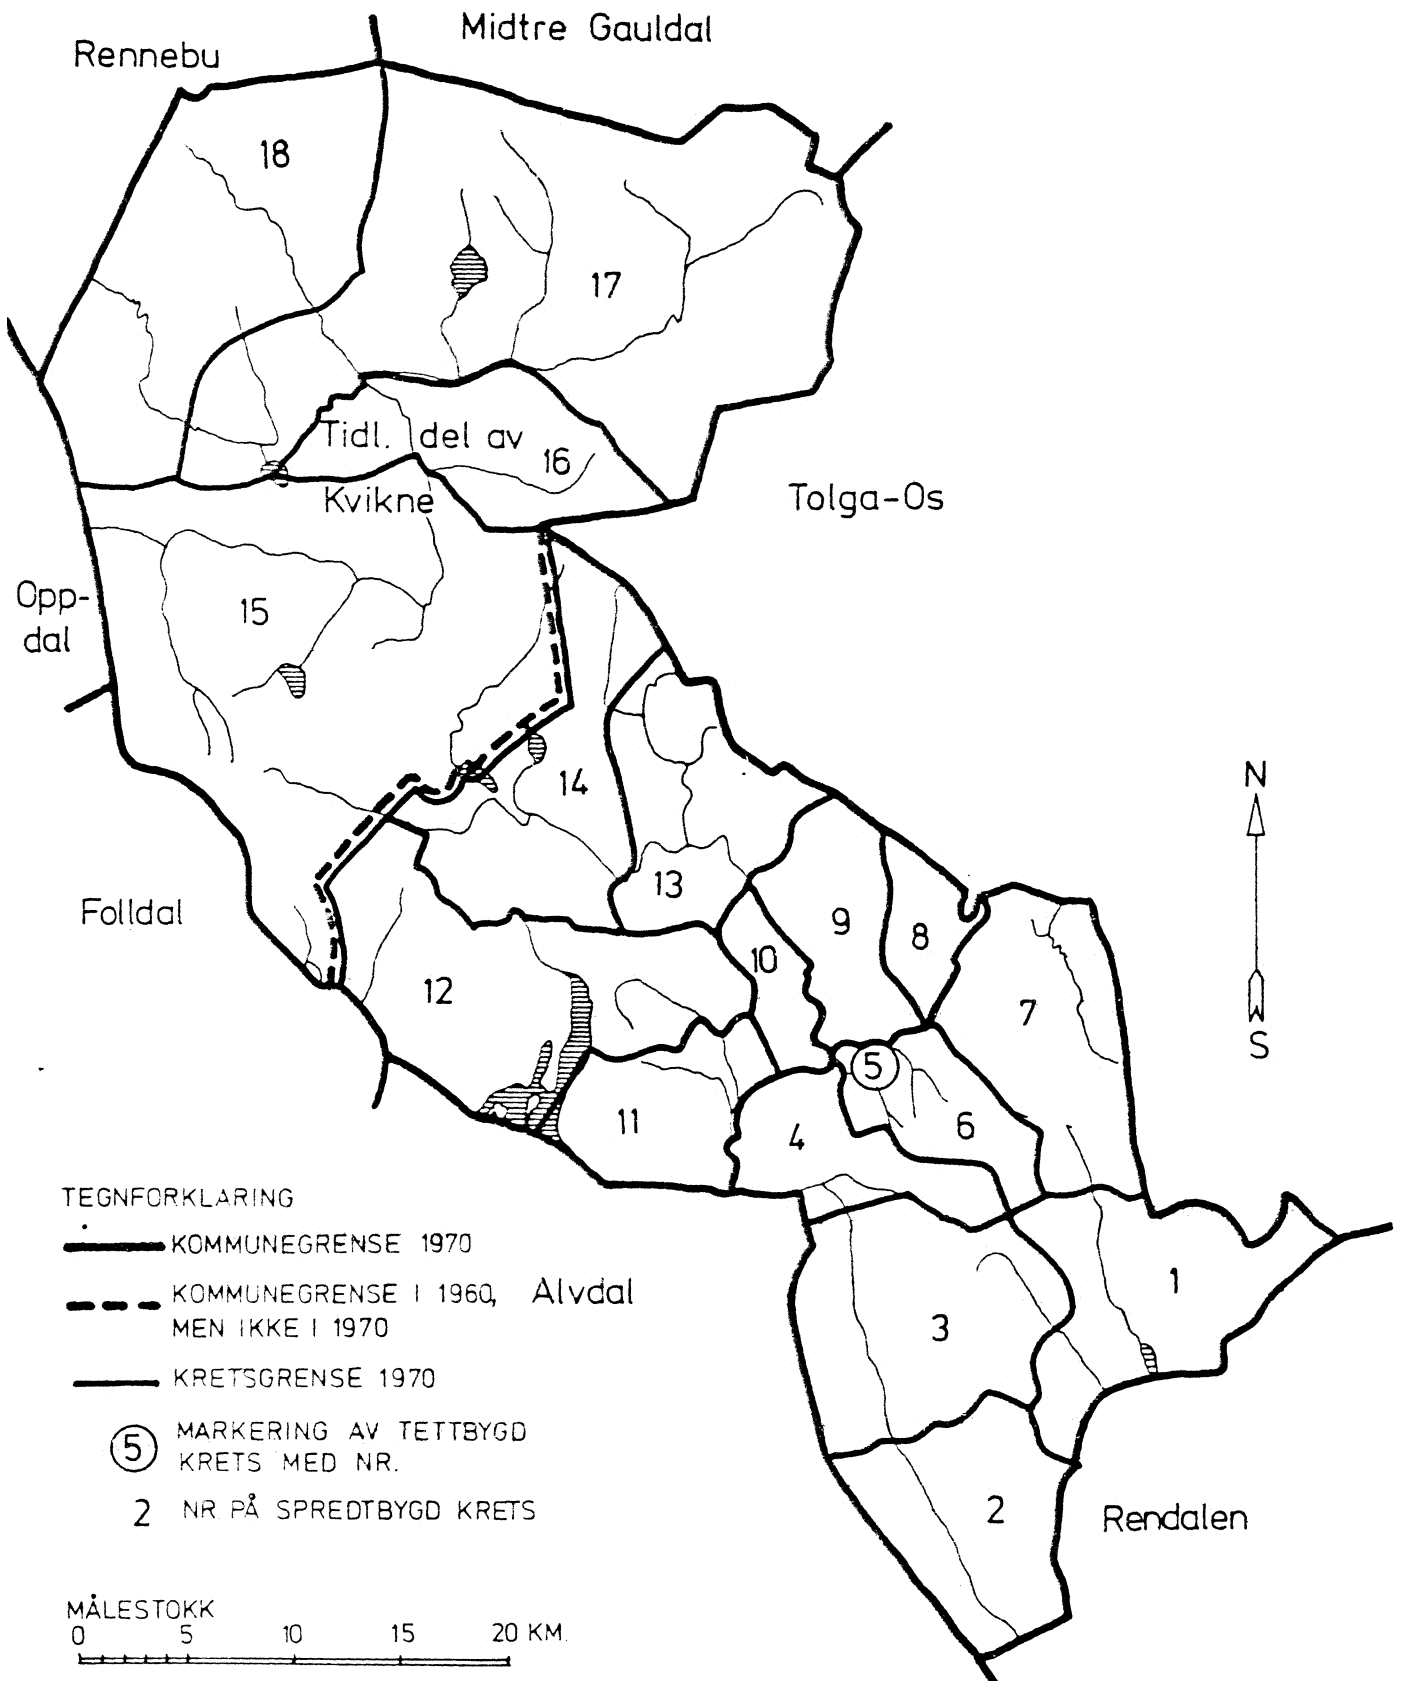 Midtre Gauldal
Rennebu
18
17
Tidl. del av
16
Kvikne
Tolga-Os
Opp-
dal
15
14
N
13
Folldal
9
8
10
12
7
S
5
11
4
6
TEGNFORKLARING
KOMMUNEGRENSE 1970
KOMMUNEGRENSE I 1960,
MEN IKKE I 1970
Alvdal
1
3
KRETSGRENSE 1970
5
MARKERING AV TETTBYGD
KRETS MED NR.
2
NR. PÅ SPREDTBYGD KRETS
2
Rendalen
MÅLESTOKK
0 5 10 15 20 KM.